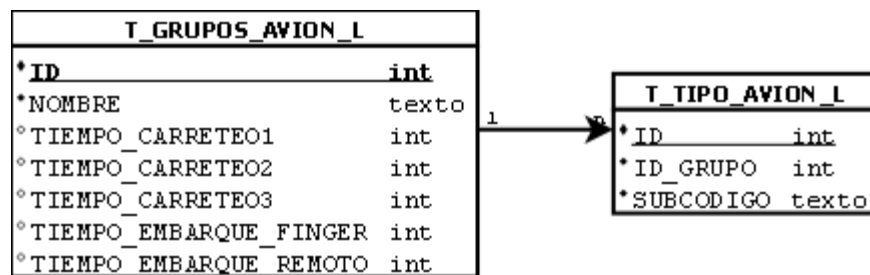 T_GRUPOS_AVION_L
*ID int
*NOMBRE texto
°TIEMPO_CARRETEO1 int
°TIEMPO_CARRETEO2 int
°TIEMPO_CARRETEO3 int
°TIEMPO_EMBARQUE_FINGER int
°TIEMPO_EMBARQUE_REMOTO int
1
T_TIPO_AVION_L
*ID int
*ID_GRUPO int
*SUBCODIGO texto